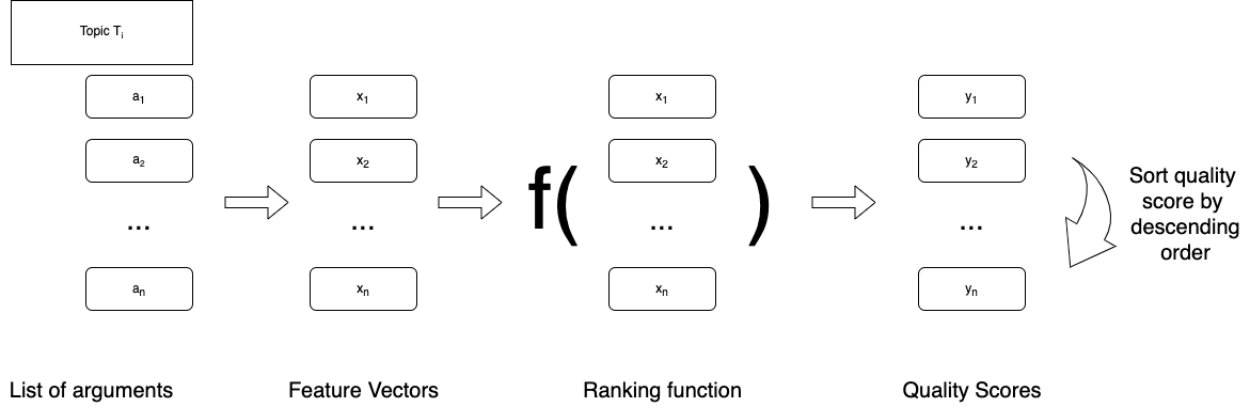 Topic Tᵢ
a₁
a₂
...
aₙ
List of arguments
x₁
x₂
...
xₙ
Feature Vectors
f(
x₁
x₂
...
xₙ
)
Ranking function
y₁
y₂
...
yₙ
Quality Scores
Sort quality
score by
descending
order